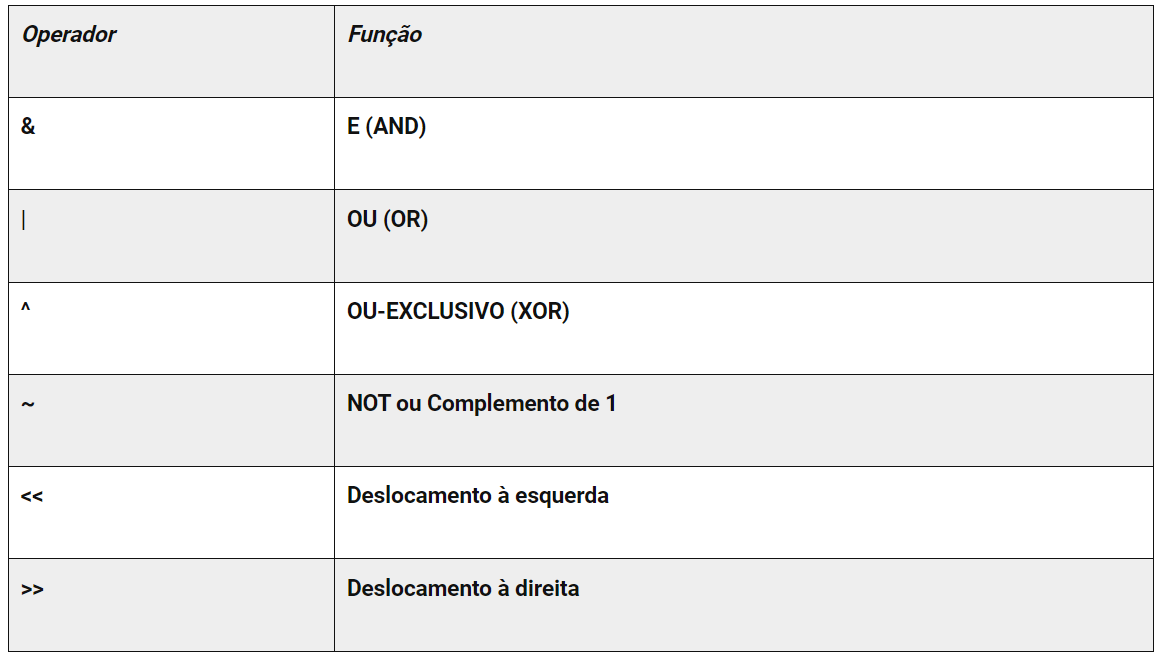 Operador Função
& E (AND)
| OU (OR)
^ OU-EXCLUSIVO (XOR)
~ NOT ou Complemento de 1
<< Deslocamento à esquerda
>> Deslocamento à direita